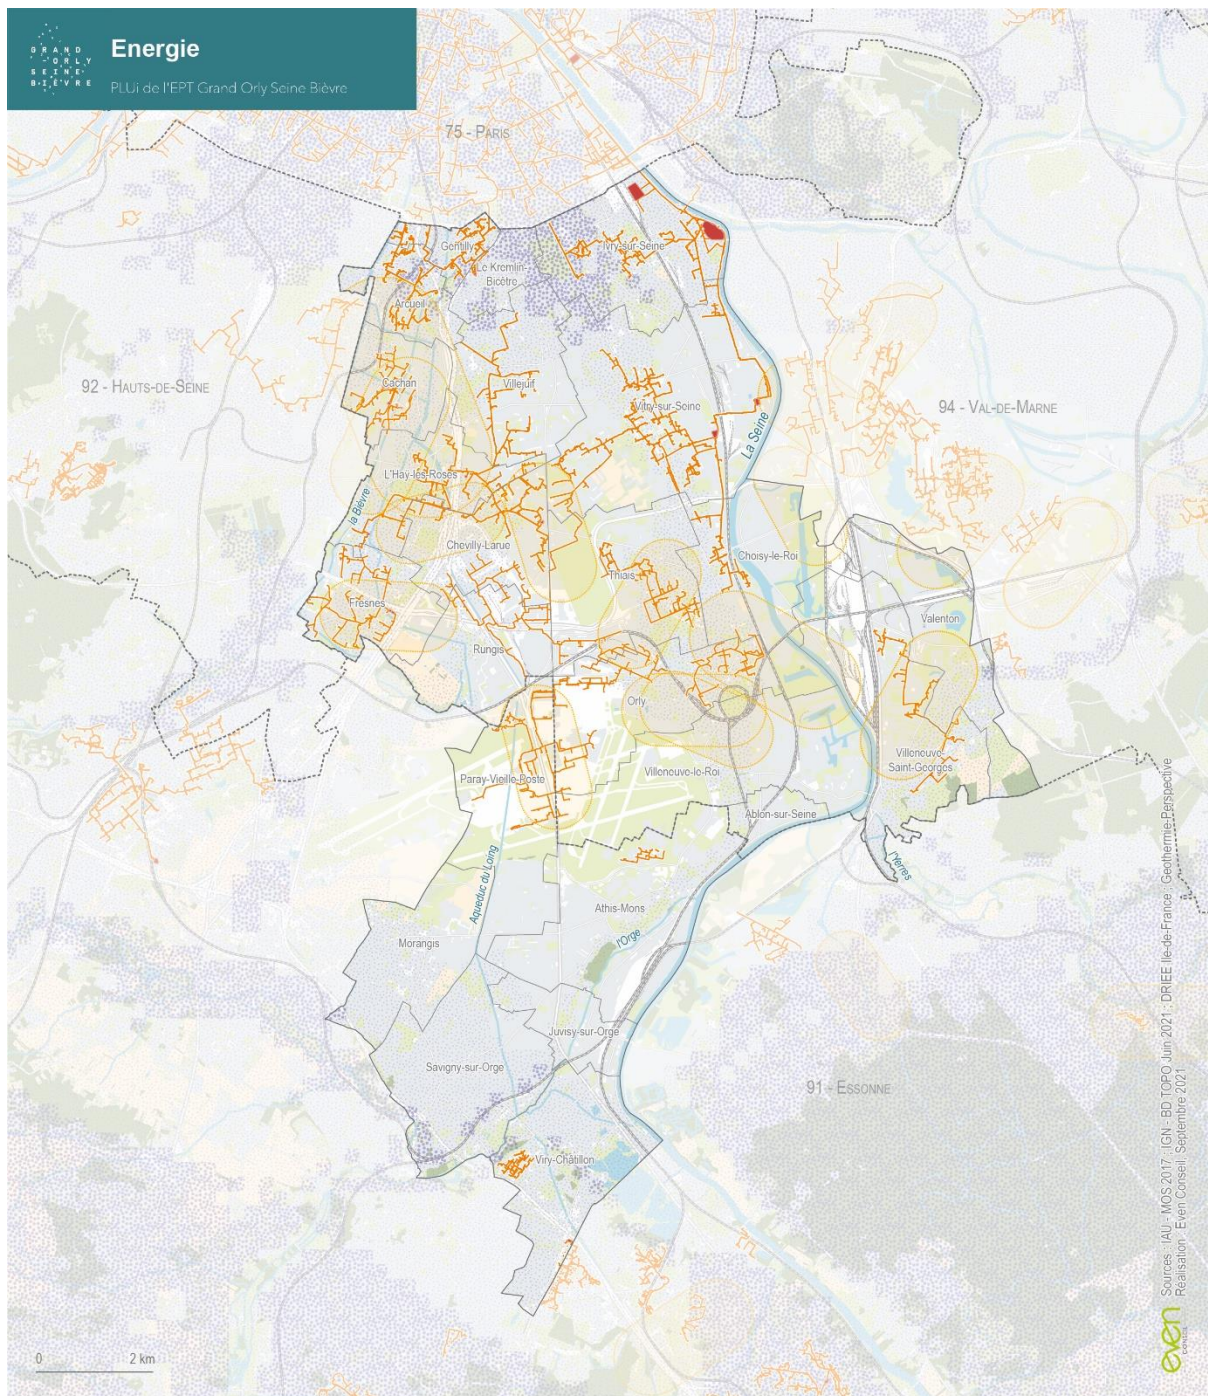 GRAND
-ORLY
SEINE-
BIÈVRE
Energie
PLUi de l'EPT Grand Orly Seine Bièvre
75 - PARIS
Gentilly
Ivry-sur-Seine
Le Kremlin-
Bicêtre
Arcueil
92 - HAUTS-DE-SEINE
Cachan
Villejuif
Vitry-sur-Seine
94 - VAL-DE-MARNE
La Seine
L'Hay-les-Roses
la Bièvre
Chevilly-Larue
Choisy-le-Roi
Thiais
Fresnes
Valenton
Rungis
Orly
Villeneuve-
Saint-Georges
Paray-Vieille-Poste
Villeneuve-le-Roi
Ablon-sur-Seine
l'Yerres
Aqueduc du Loing
Athis-Mons
l'Orge
Morangis
Juvisy-sur-Orge
Savigny-sur-Orge
91 - ESSONNE
Viry-Châtillon
0 2 km
Sources : IAU - MOS 2017 ; IGN - BD TOPO Juin 2021 ; DRIEE Ile-de-France ; Geothermie-Perspective
Réalisation : Even Conseil, Septembre 2021
even
CONSEIL